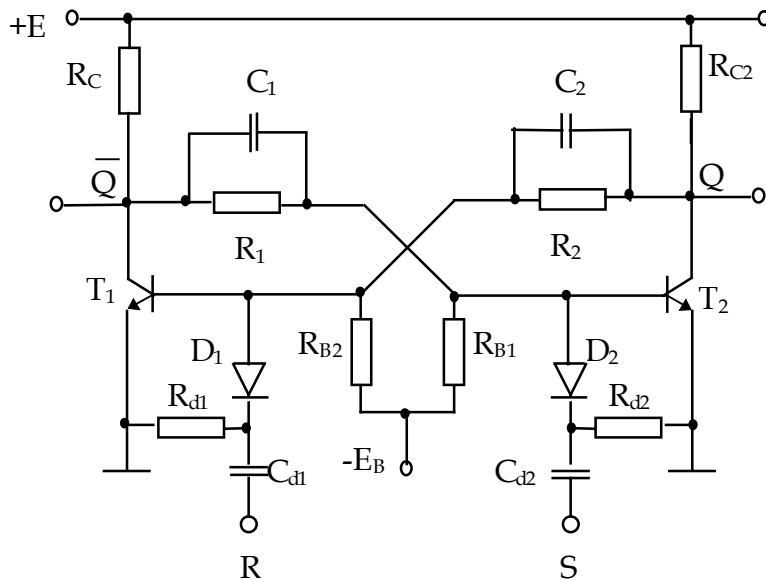 +E
R_C
C_1
C_2
R_C2
Q̅
Q
R_1
R_2
T_1
T_2
D_1
R_B2
R_B1
D_2
R_d1
R_d2
C_d1
-E_B
C_d2
R
S